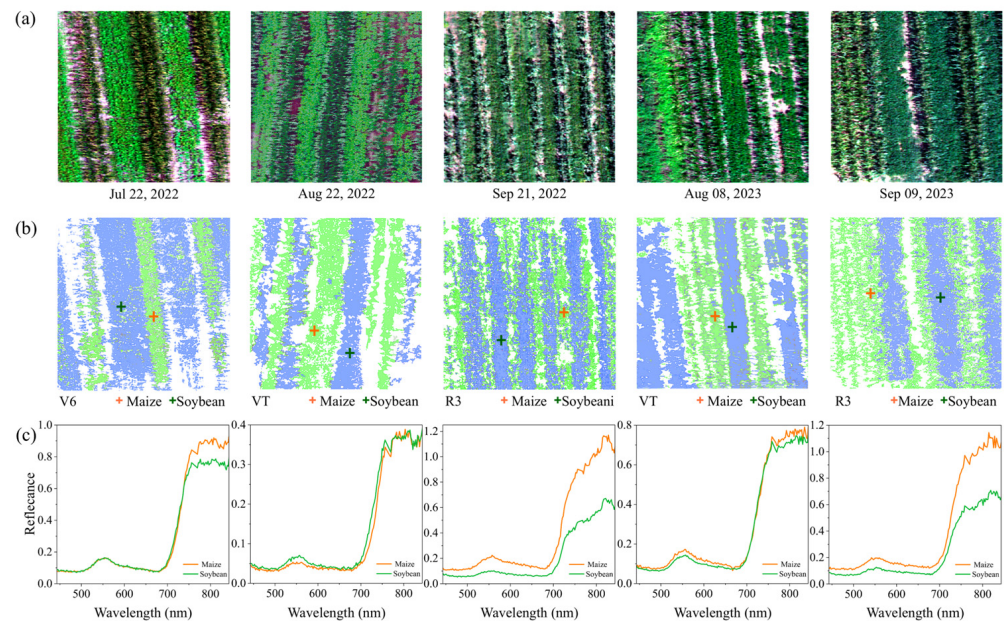 (a)
Jul 22, 2022 Aug 22, 2022 Sep 21, 2022 Aug 08, 2023 Sep 09, 2023
(b)
V6 + Maize +Soybean VT + Maize +Soybean R3 + Maize +Soybeani VT + Maize +Soybean R3 + Maize +Soybean
(c)
Reflecance
1.0 0.8 0.6 0.4 0.2 0.0
0.4 0.3 0.2 0.1 0.0
1.2 1.0 0.8 0.6 0.4 0.2 0.0
0.8 0.6 0.4 0.2 0.0
1.2 1.0 0.8 0.6 0.4 0.2 0.0
Maize Maize Maize Maize Maize
Soybean Soybean Soybean Soybean Soybean
500 600 700 800 500 600 700 800 500 600 700 800 500 600 700 800 500 600 700 800
Wavelength (nm) Wavelength (nm) Wavelength (nm) Wavelength (nm) Wavelength (nm)